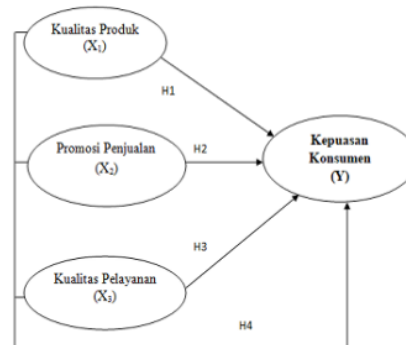 Kualitas Produk
(X₁)
H1
Promosi Penjualan
(X₂)
H2
Kepuasan
Konsumen
(Y)
H3
Kualitas Pelayanan
(X₃)
H4